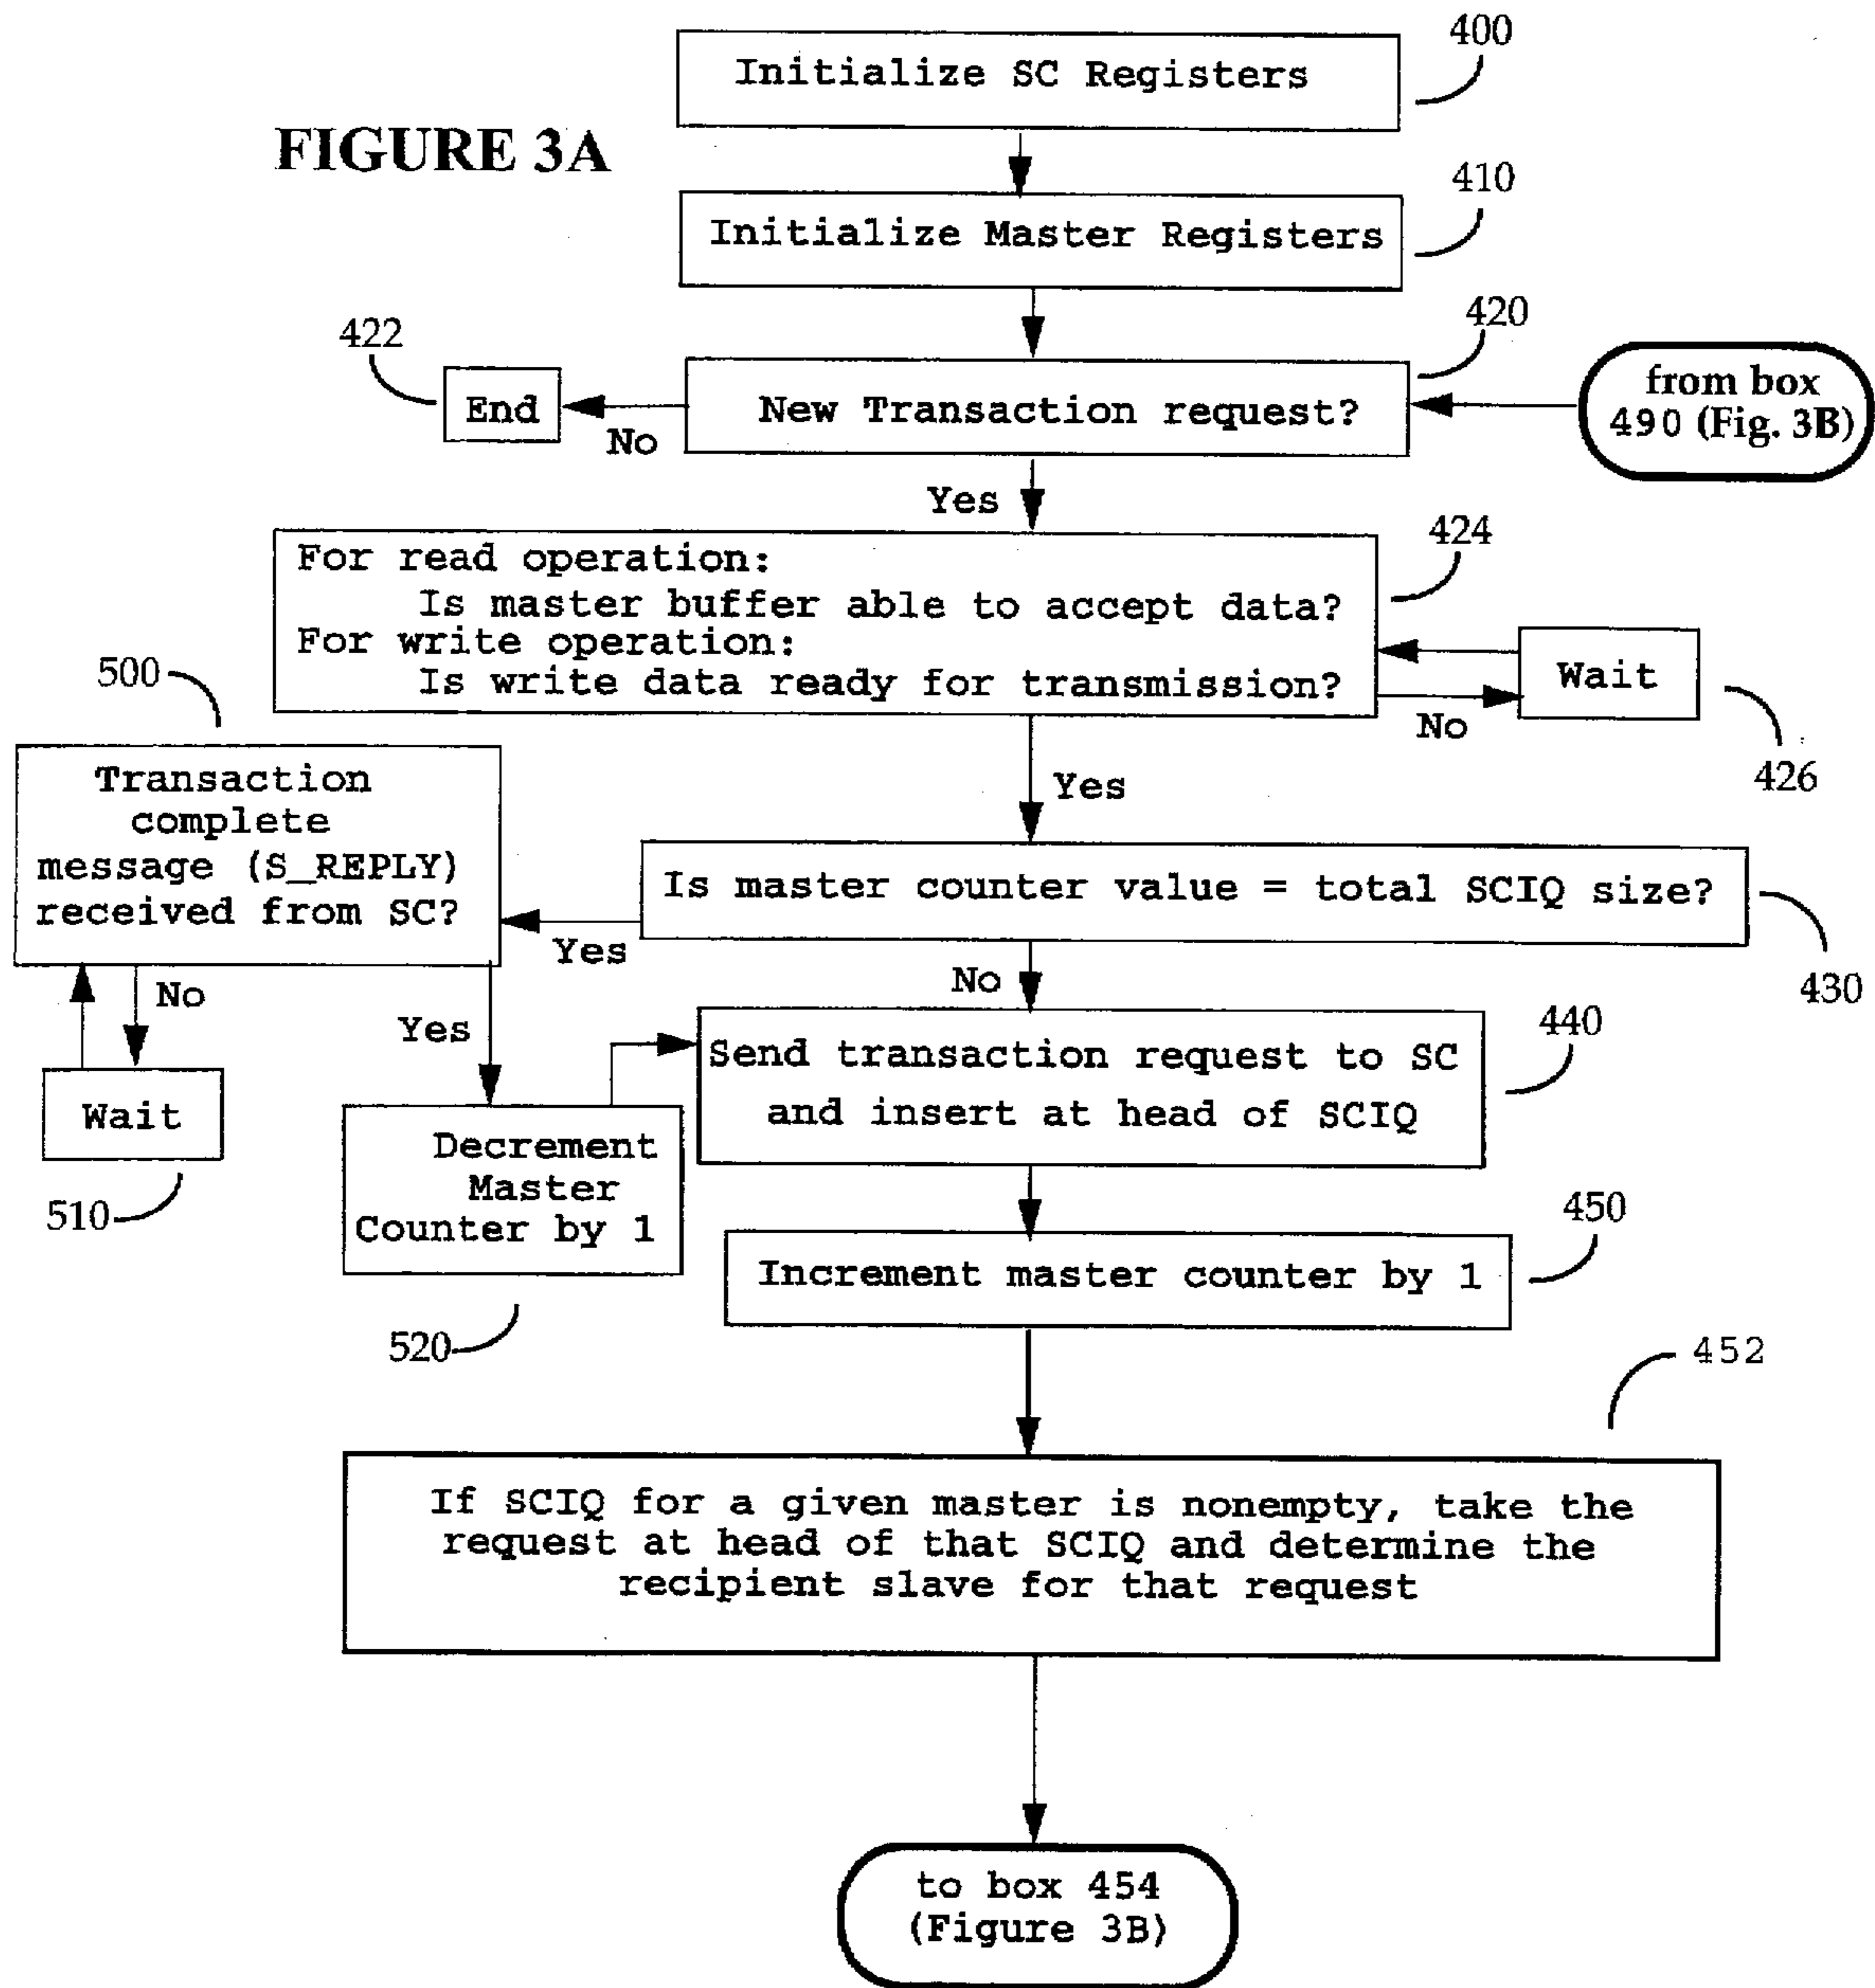 400
Initialize SC Registers
FIGURE 3A
410
Initialize Master Registers
420
422
End
No
New Transaction request?
from box
490 (Fig. 3B)
Yes
424
For read operation:
Is master buffer able to accept data?
For write operation:
Is write data ready for transmission?
Wait
No
426
500
Transaction
complete
message (S_REPLY)
received from SC?
Yes
Is master counter value = total SCIQ size?
430
Yes
No
No
Yes
Wait
510
440
Send transaction request to SC
and insert at head of SCIQ
Decrement
Master
Counter by 1
520
450
Increment master counter by 1
452
If SCIQ for a given master is nonempty, take the
request at head of that SCIQ and determine the
recipient slave for that request
to box 454
(Figure 3B)